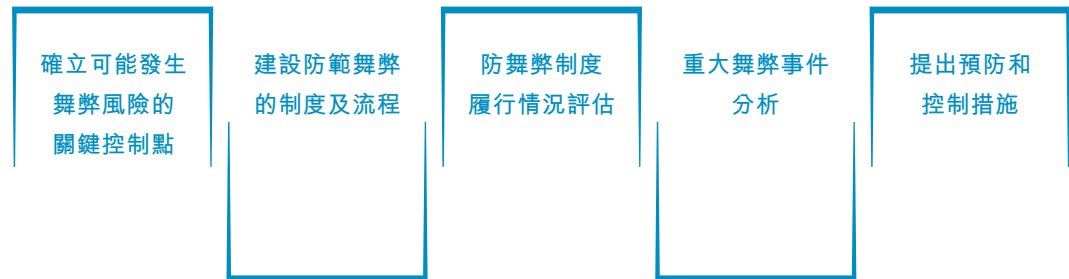 確立可能發生
舞弊風險的
關鍵控制點
建設防範舞弊
的制度及流程
防舞弊制度
履行情況評估
重大舞弊事件
分析
提出預防和
控制措施